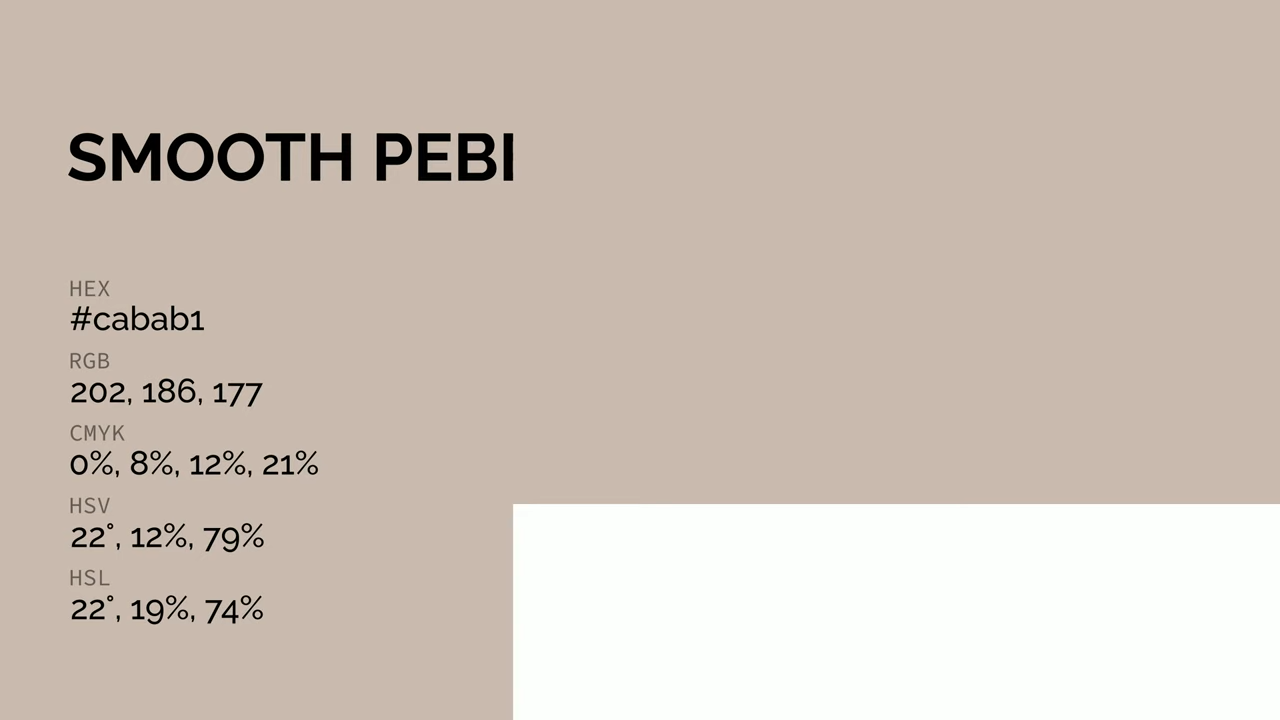 SMOOTH PEB
HEX
#cabab1
RGB
202, 186, 177
CMYK
0%, 8%, 12%, 21%
HSV
22°, 12%, 79%
HSL
22°, 19%, 74%